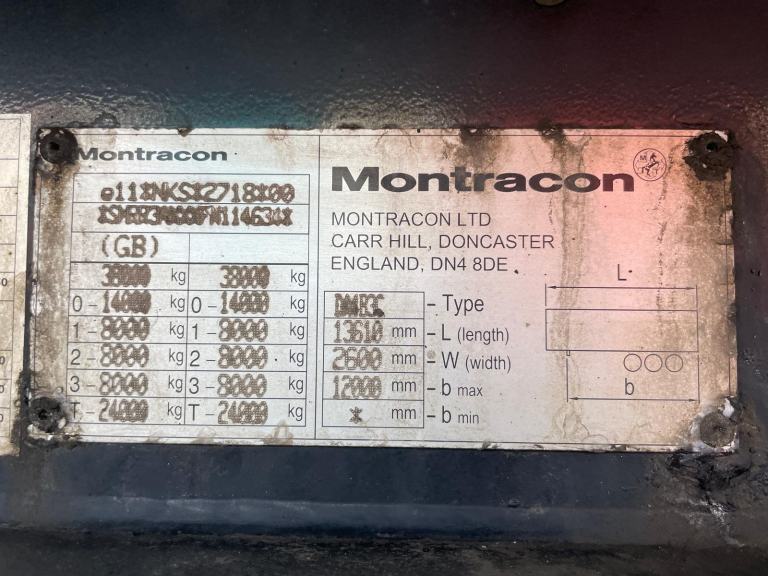 Montracon
e11*NKS*2718*00
(GB)
38000 kg 38000 kg
0-14000 kg 0-14000 kg
1-8000 kg 1-8000 kg
2-8000 kg 2-8000 kg
3-8000 kg 3-8000 kg
T-24000 kg T-24000 kg
Montracon
MONTRACON LTD
CARR HILL, DONCASTER
ENGLAND, DN4 8DE
- Type
13610 mm - L (length)
2600 mm - W (width)
12000 mm - b max
* mm - b min
L
b